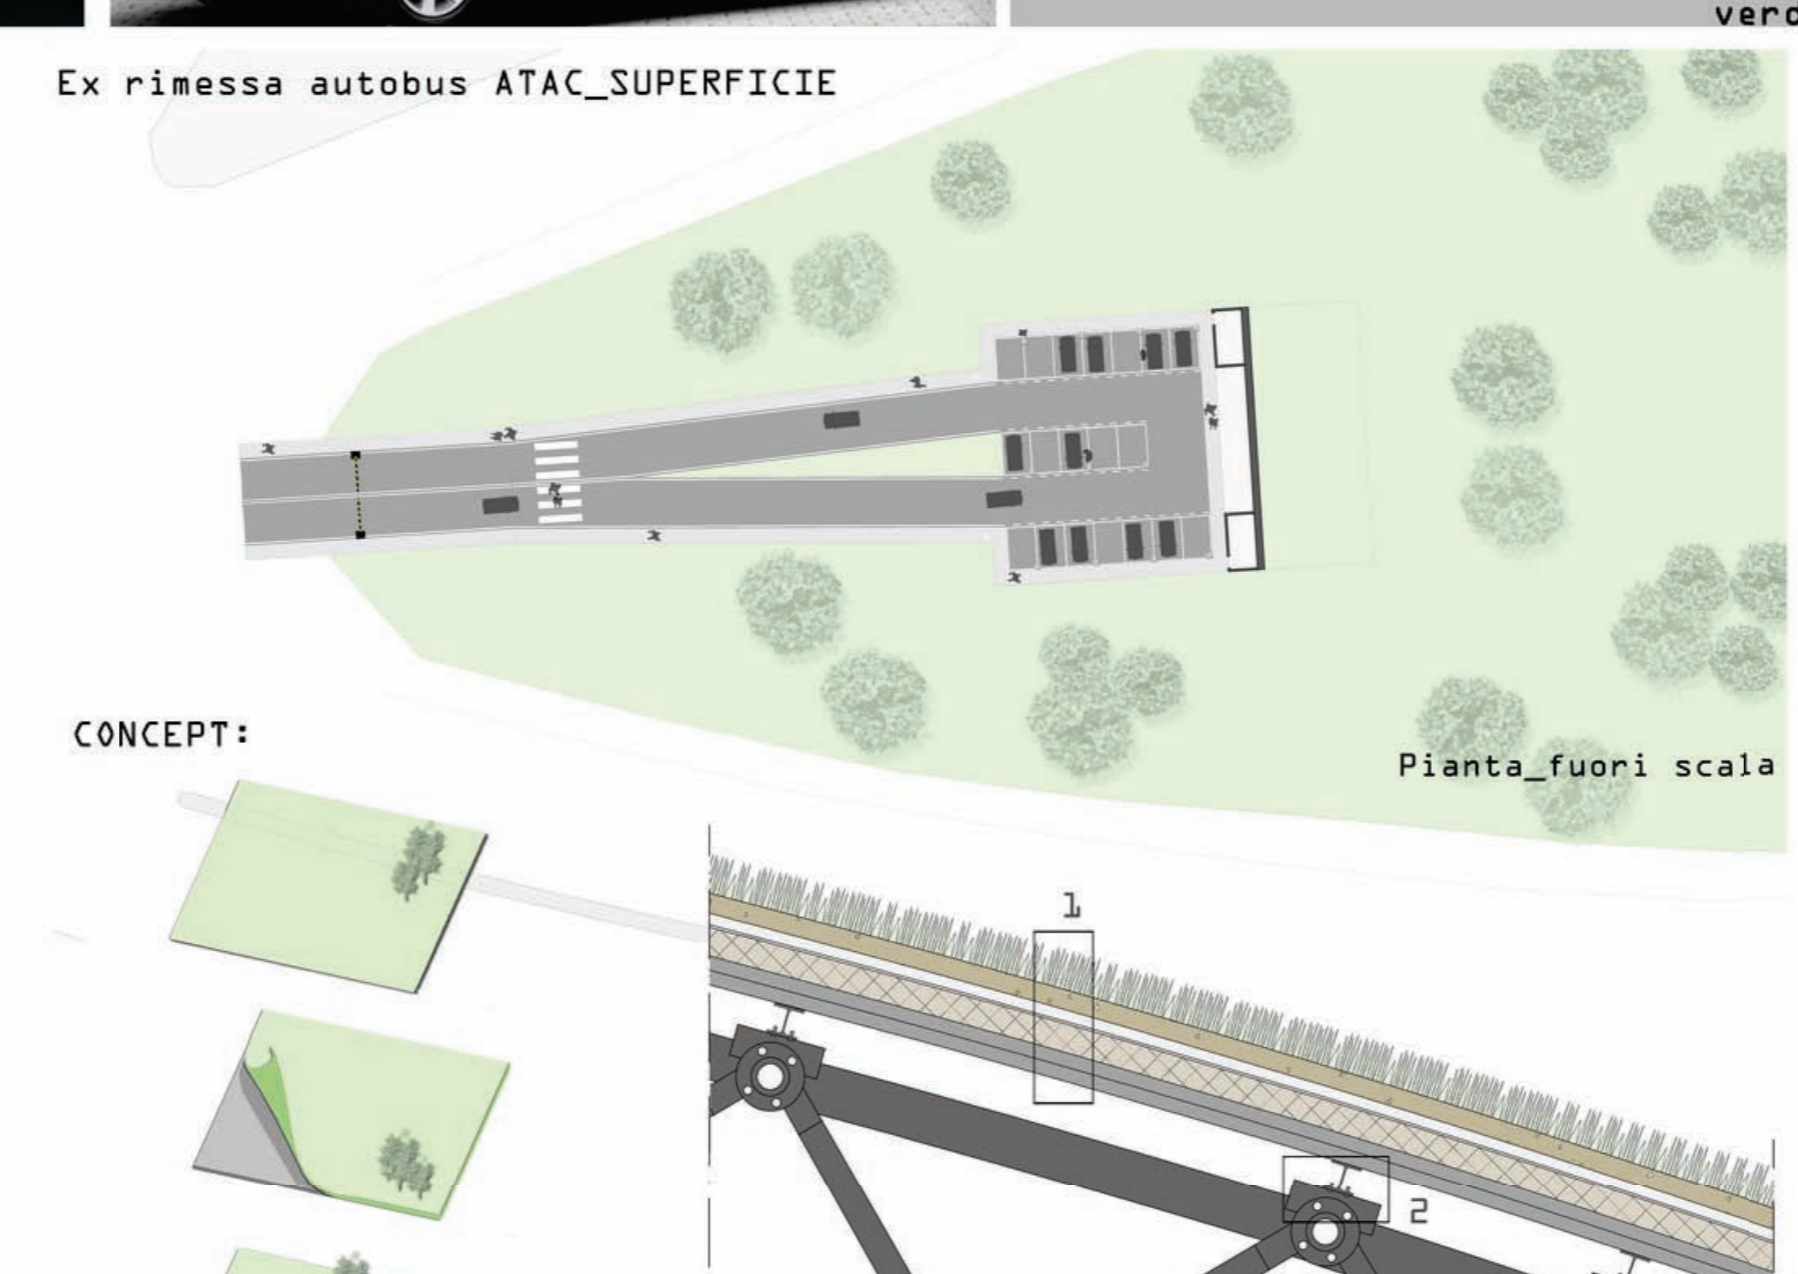 Ex rimessa autobus ATAC_SUPERFICIE
CONCEPT:
Pianta_fuori scala
1
2